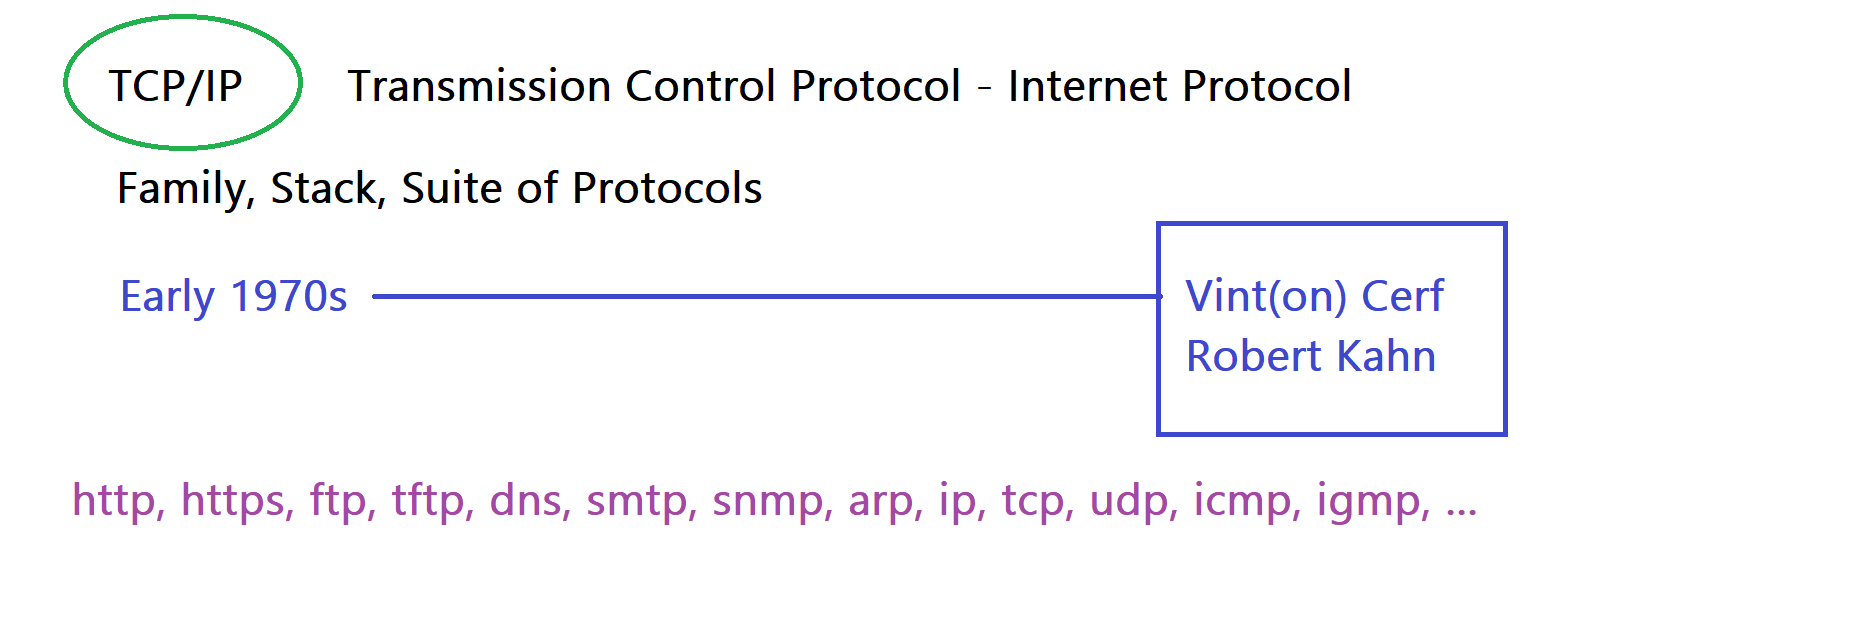 TCP/IP Transmission Control Protocol - Internet Protocol
Family, Stack, Suite of Protocols
Early 1970s Vint(on) Cerf
Robert Kahn
http, https, ftp, tftp, dns, smtp, snmp, arp, ip, tcp, udp, icmp, igmp, ...